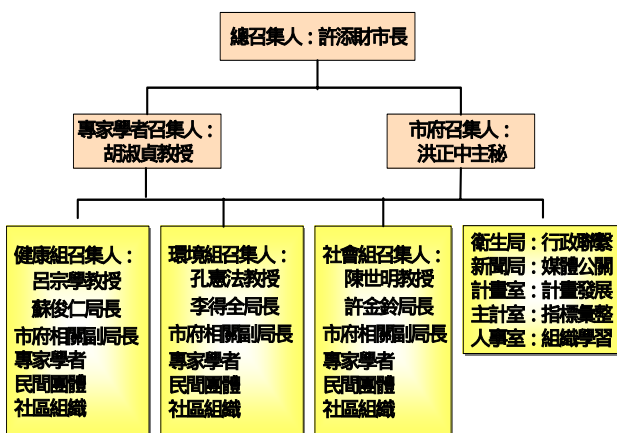 總召集人：許添財市長
專家學者召集人：
胡淑貞教授
市府召集人：
洪正中主秘
健康組召集人：
呂宗學教授
蘇俊仁局長
市府相關副局長
專家學者
民間團體
社區組織
環境組召集人：
孔憲法教授
李得全局長
市府相關副局長
專家學者
民間團體
社區組織
社會組召集人：
陳世明教授
許金鈴局長
市府相關副局長
專家學者
民間團體
社區組織
衛生局：行政聯繫
新聞局：媒體公關
計畫室：計畫發展
主計室：指標彙整
人事室：組織學習